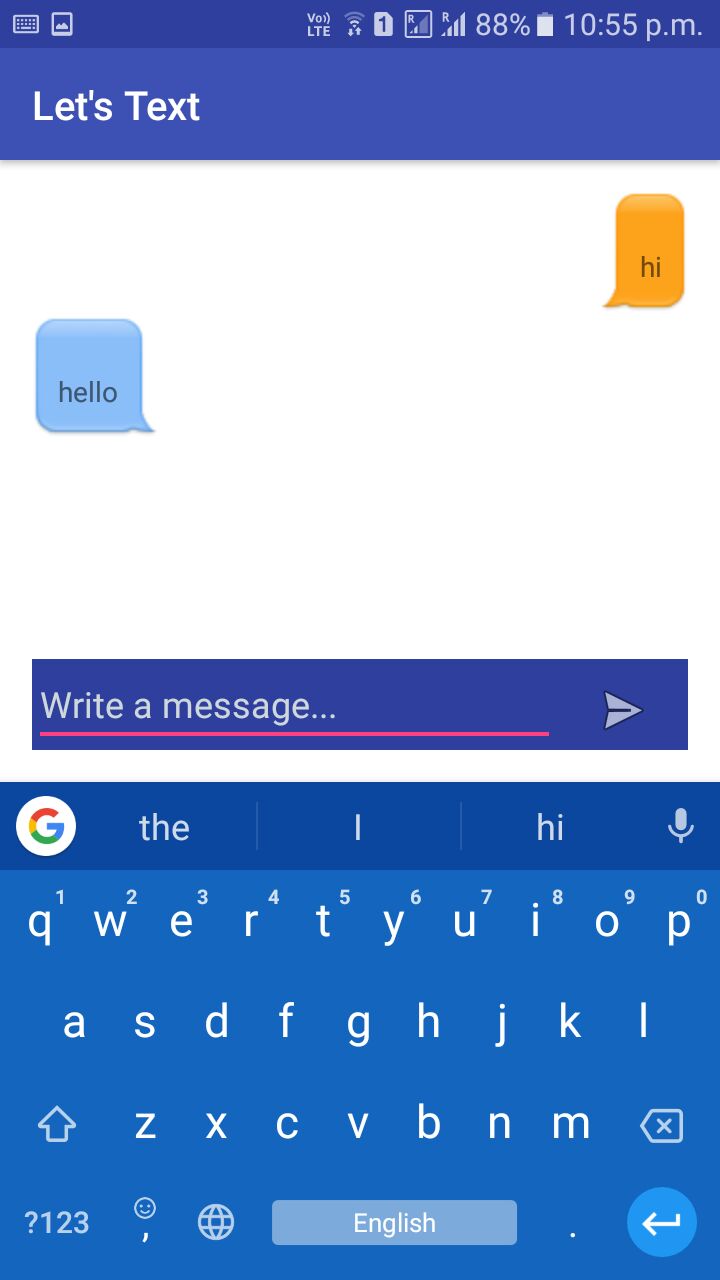 Vo)) LTE 1 R R 88% 10:55 p.m.
Let's Text
hi
hello
Write a message...
G the I hi
1 2 3 4 5 6 7 8 9 0
q w e r t y u i o p
a s d f g h j k l
z x c v b n m
?123 , English .